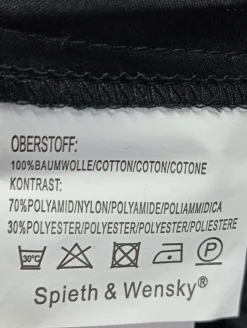 OBERSTOFF:
100%BAUMWOLLE/COTTON/COTON/COTONE
KONTRAST:
70%POLYAMID/NYLON/POLYAMIDE/POLIAMMIDICA
30%POLYESTER/POLYESTER/POLYESTER/POLIESTERE
30°C P
Spieth & Wensky®